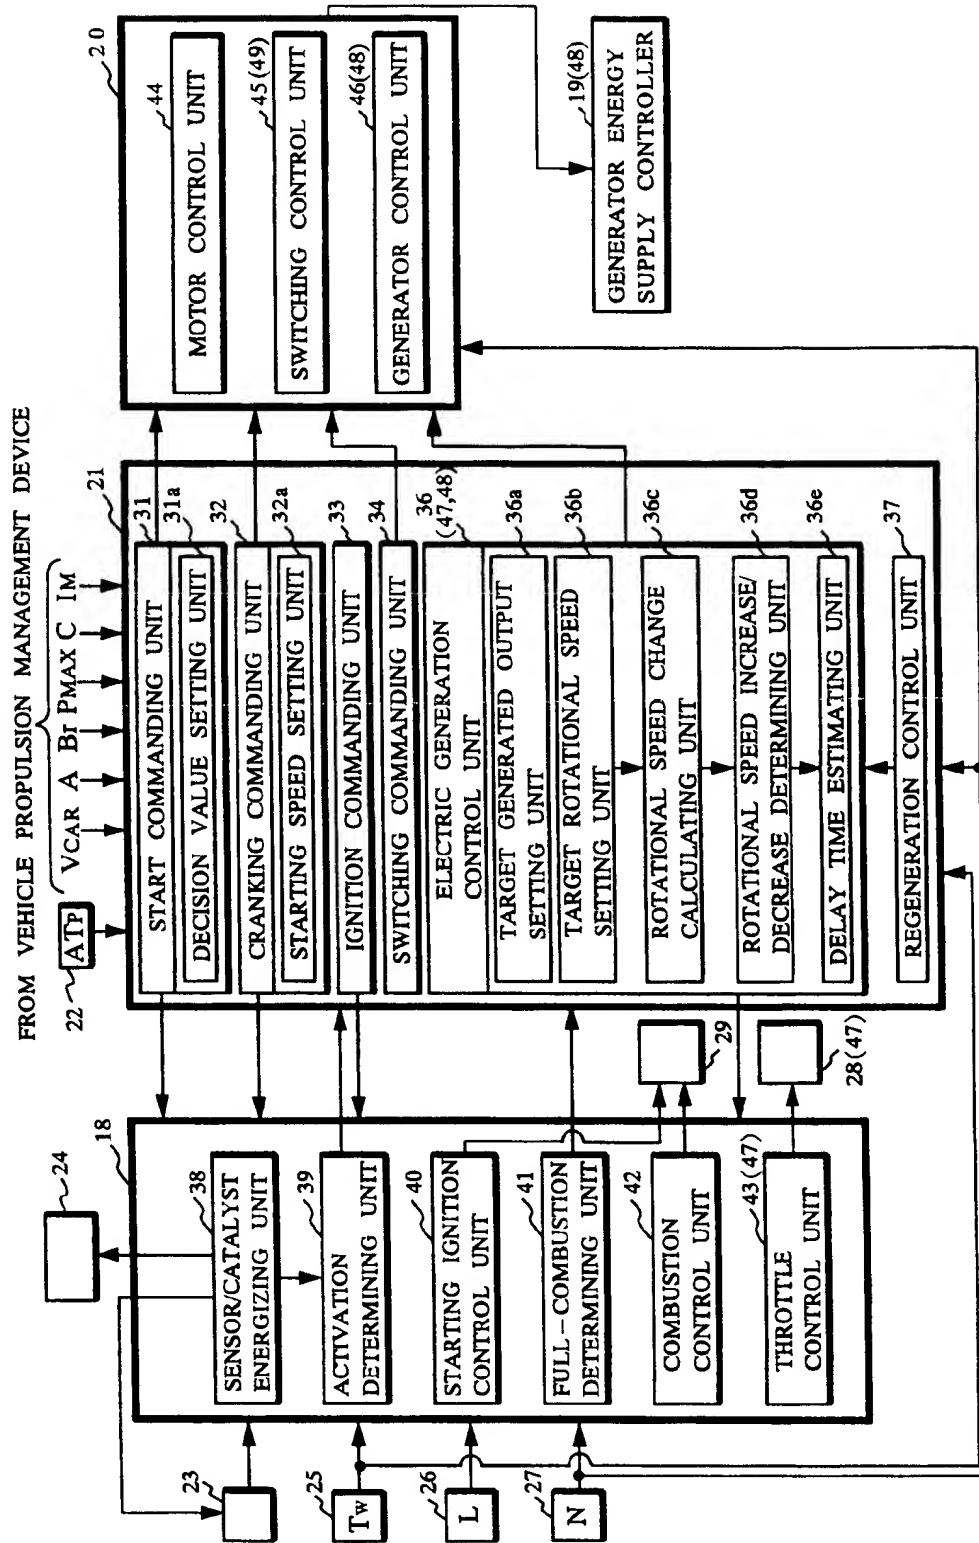 FROM VEHICLE PROPULSION MANAGEMENT DEVICE
22
ATP
VCAR A Br PMAX C IM
18
24
23
25
TW
26
L
27
N
SENSOR/CATALYST
ENERGIZING UNIT
38
ACTIVATION
DETERMINING UNIT
39
STARTING IGNITION
CONTROL UNIT
40
FULL-COMBUSTION
DETERMINING UNIT
41
COMBUSTION
CONTROL UNIT
42
THROTTLE
CONTROL UNIT
43(47)
29
28(47)
21
START COMMANDING UNIT
31
DECISION VALUE SETTING UNIT
31a
CRANKING COMMANDING UNIT
32
STARTING SPEED SETTING UNIT
32a
IGNITION COMMANDING UNIT
33
SWITCHING COMMANDING UNIT
34
ELECTRIC GENERATION
CONTROL UNIT
36
(47,48)
TARGET GENERATED OUTPUT
SETTING UNIT
36a
TARGET ROTATIONAL SPEED
SETTING UNIT
36b
ROTATIONAL SPEED CHANGE
CALCULATING UNIT
36c
ROTATIONAL SPEED INCREASE/
DECREASE DETERMINING UNIT
36d
DELAY TIME ESTIMATING UNIT
36e
REGENERATION CONTROL UNIT
37
20
MOTOR CONTROL UNIT
44
SWITCHING CONTROL UNIT
45(49)
GENERATOR CONTROL UNIT
46(48)
19(48)
GENERATOR ENERGY
SUPPLY CONTROLLER